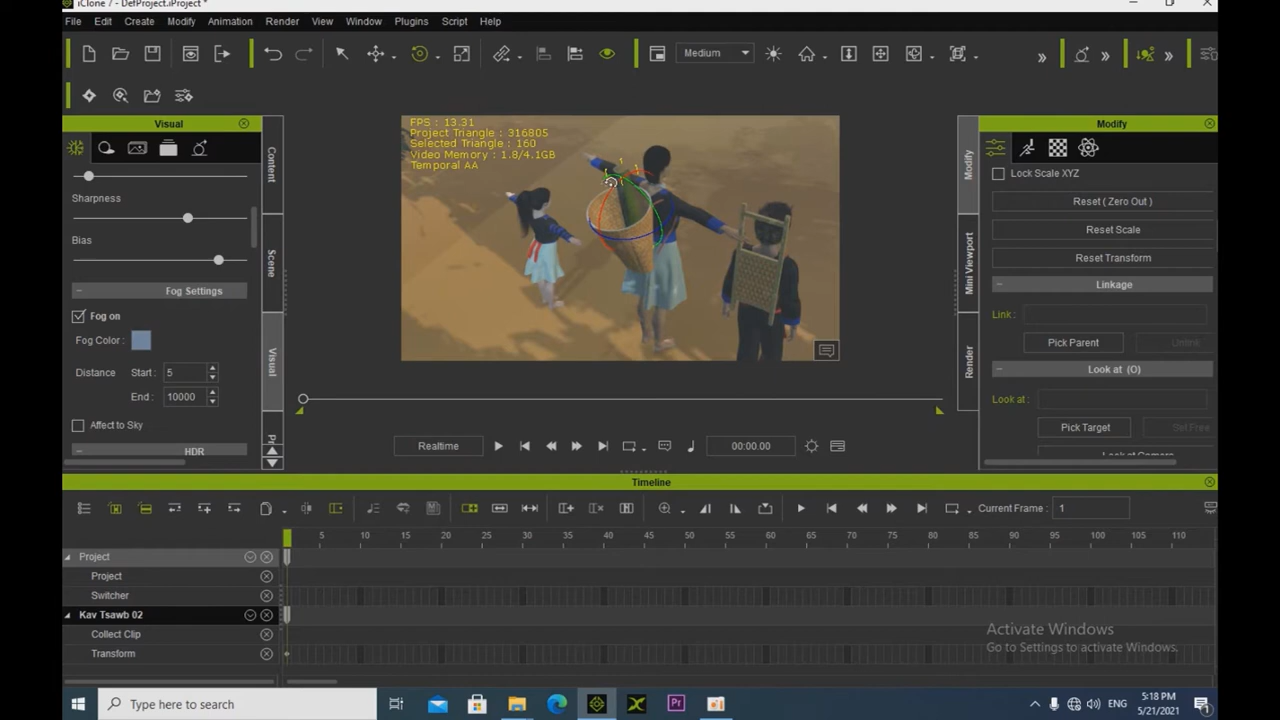 iClone 7 - DefProject.iProject *
File Edit Create Modify Animation Render View Window Plugins Script Help
Medium
Visual
Sharpness
Bias
Fog Settings
Fog on
Fog Color :
Distance Start : 5
End : 10000
Affect to Sky
HDR
Content
Scene
Visual
FPS : 13.31
Project Triangle : 316805
Selected Triangle : 160
Video Memory : 1.8/4.1GB
Temporal AA
Modify
Mini Viewport
Render
Modify
Lock Scale XYZ
Reset ( Zero Out )
Reset Scale
Reset Transform
Linkage
Link :
Pick Parent
Look at (O)
Look at :
Pick Target
Set Free
Realtime 00:00.00
Timeline
Current Frame : 1
5 10 15 20 25 30 35 40 45 50 55 60 65 70 75 80 85 90 95 100 105 110
Project
Project
Switcher
Kav Tsawb 02
Collect Clip
Transform
Activate Windows
Go to Settings to activate Windows.
Type here to search
Pr
ENG
5:18 PM
5/21/2021